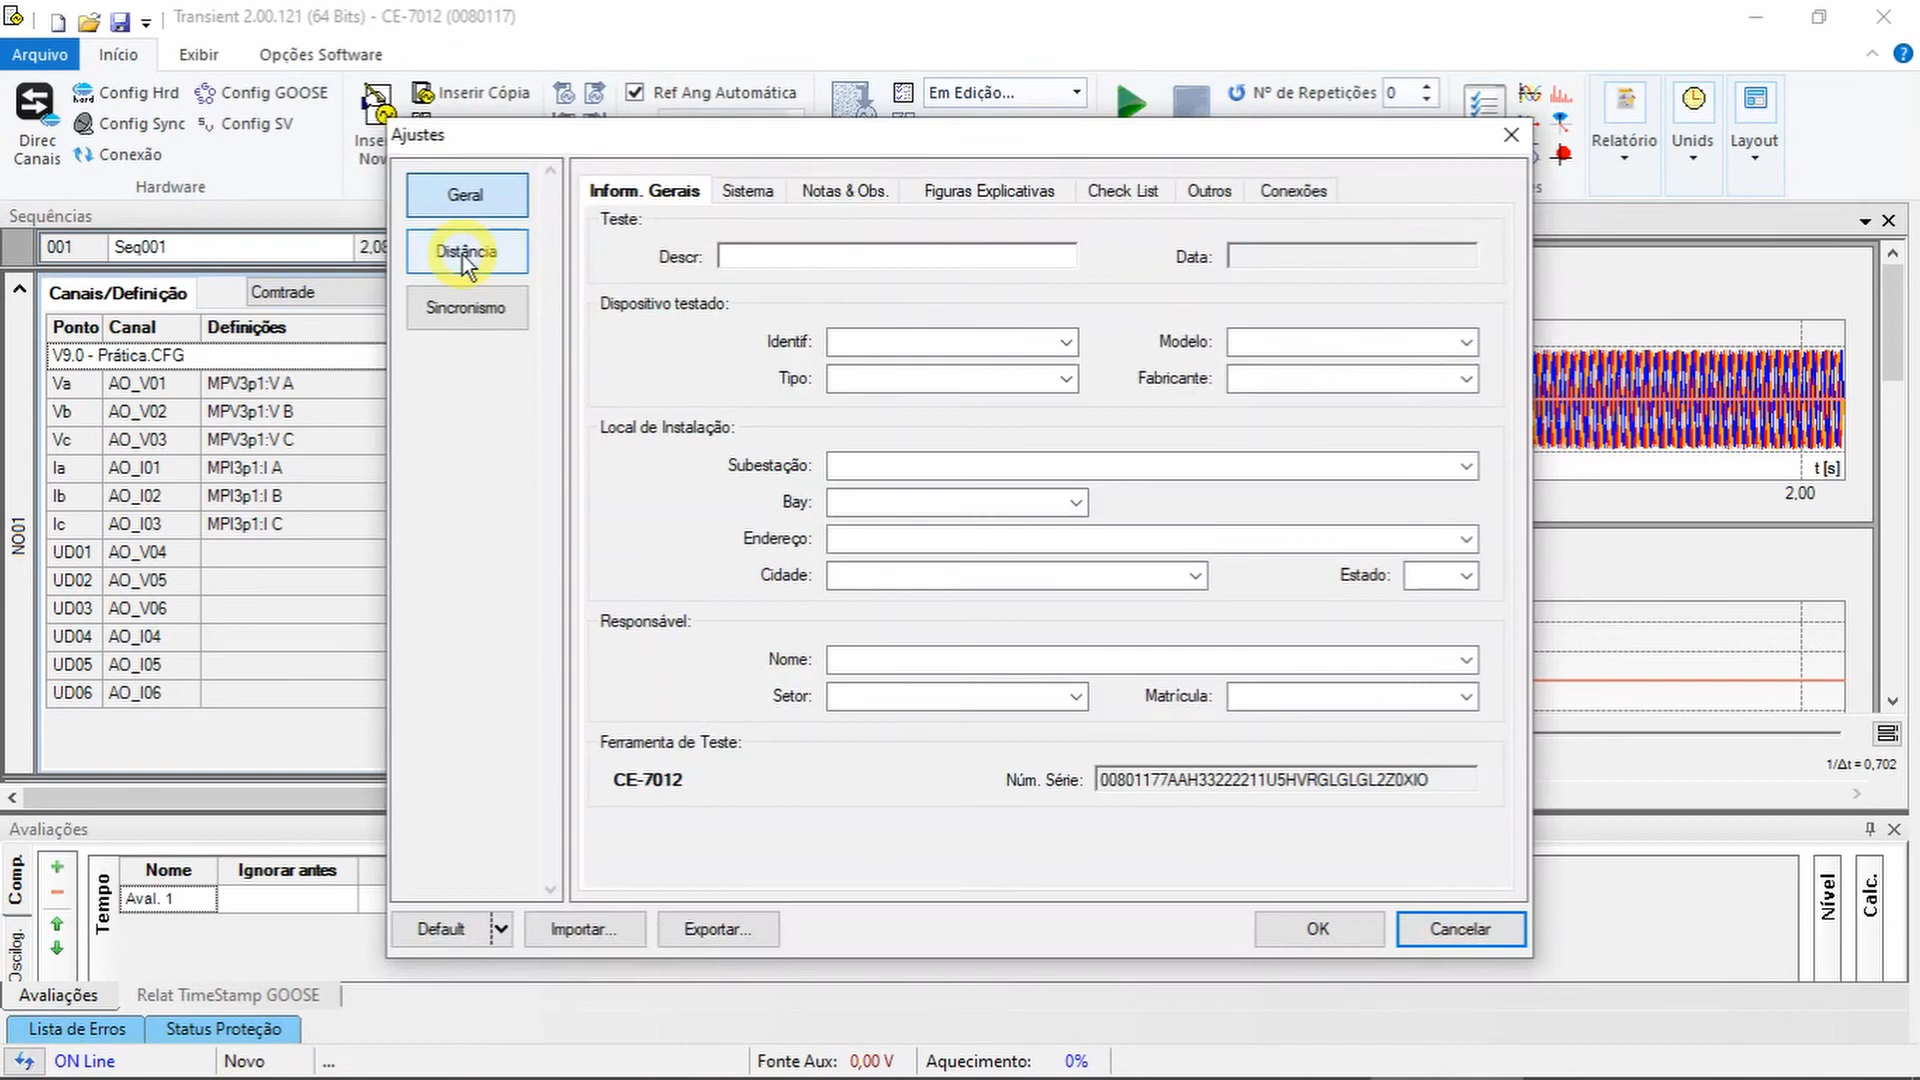 Transient 2.00.121 (64 Bits) - CE-7012 (0080117)
Arquivo Início Exibir Opções Software
Direc Canais
Config Hrd Config GOOSE
Config Sync Config SV
Conexão
Hardware
Inserir Cópia
Ref Ang Automática
Em Edição...
Nº de Repetições 0
Relatório Unids Layout
Sequências
001 Seq001
Canais/Definição Comtrade
Ponto Canal Definições
V9.0 - Prática.CFG
Va AO_V01 MPV3p1:V A
Vb AO_V02 MPV3p1:V B
Vc AO_V03 MPV3p1:V C
Ia AO_I01 MPI3p1:I A
Ib AO_I02 MPI3p1:I B
Ic AO_I03 MPI3p1:I C
UD01 AO_V04
UD02 AO_V05
UD03 AO_V06
UD04 AO_I04
UD05 AO_I05
UD06 AO_I06
NO01
Ajustes
Geral
Distância
Sincronismo
Inform. Gerais Sistema Notas & Obs. Figuras Explicativas Check List Outros Conexões
Teste:
Descr: Data:
Dispositivo testado:
Identif: Modelo:
Tipo: Fabricante:
Local de Instalação:
Subestação:
Bay:
Endereço:
Cidade: Estado:
Responsável:
Nome:
Setor: Matrícula:
Ferramenta de Teste:
CE-7012 Núm. Série: 00801177AAH33222211U5HVRGLGLGL2Z0XIO
Default Importar... Exportar... OK Cancelar
t [s]
2,00
1/Δt = 0,702
Avaliações
Comp.
Oscilog.
Tempo
Nome Ignorar antes
Aval. 1
Nível
Calc.
Avaliações Relat TimeStamp GOOSE
Lista de Erros Status Proteção
ON Line Novo ... Fonte Aux: 0,00 V Aquecimento: 0%